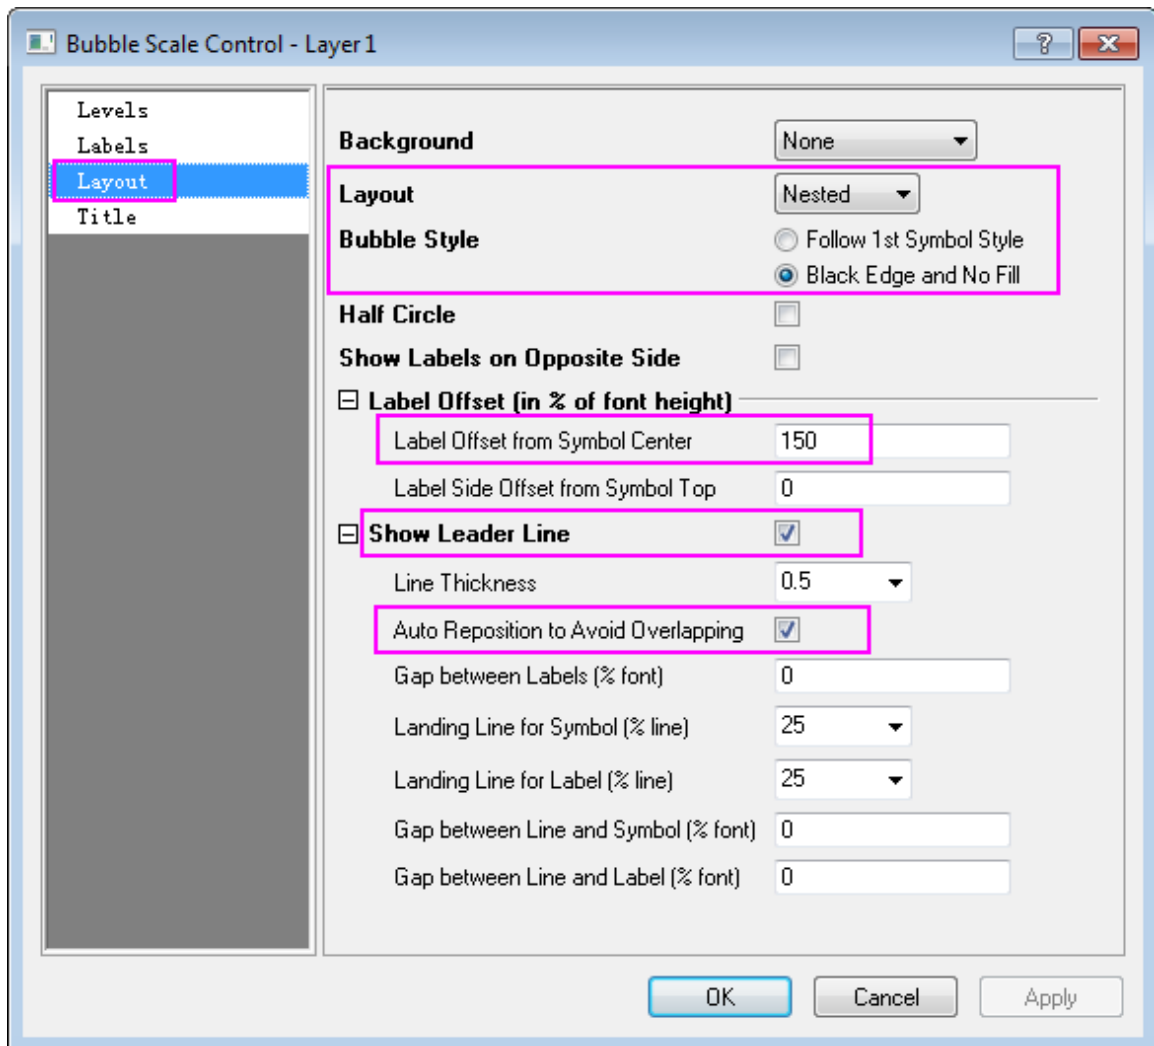 Bubble Scale Control - Layer 1
Levels
Labels
Layout
Title
Background None
Layout Nested
Bubble Style Follow 1st Symbol Style
Black Edge and No Fill
Half Circle
Show Labels on Opposite Side
Label Offset (in % of font height)
Label Offset from Symbol Center 150
Label Side Offset from Symbol Top 0
Show Leader Line
Line Thickness 0.5
Auto Reposition to Avoid Overlapping
Gap between Labels (% font) 0
Landing Line for Symbol (% line) 25
Landing Line for Label (% line) 25
Gap between Line and Symbol (% font) 0
Gap between Line and Label (% font) 0
OK Cancel Apply